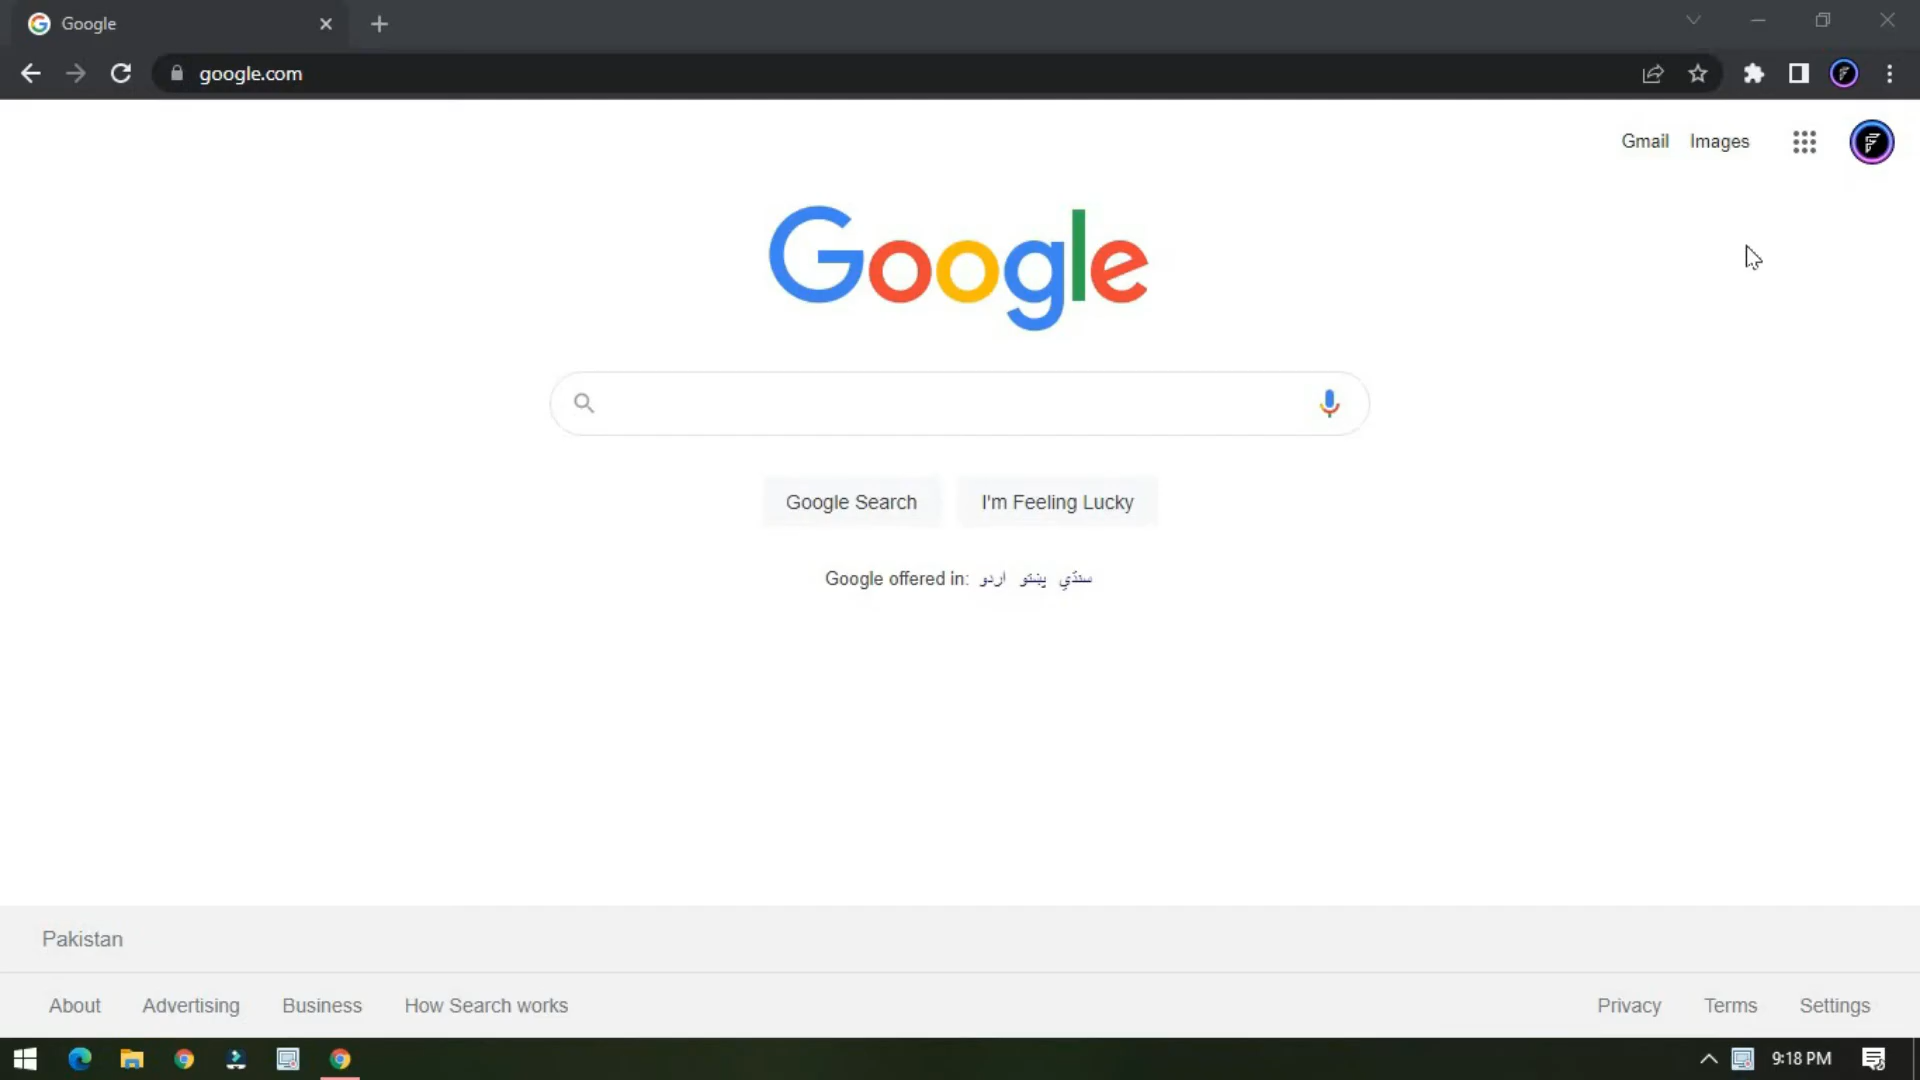 Google
google.com
Gmail Images
Google
Google Search I'm Feeling Lucky
Google offered in: اردو پښتو سنڌي
Pakistan
About Advertising Business How Search works Privacy Terms Settings
9:18 PM